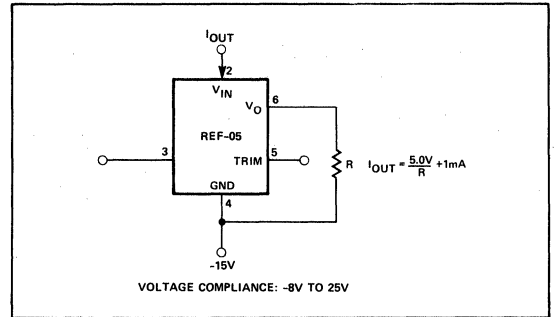 IOUT
2
VIN
VO
6
REF-05
3
TRIM
5
R
IOUT = 5.0V/R +1mA
GND
4
-15V
VOLTAGE COMPLIANCE: -8V TO 25V